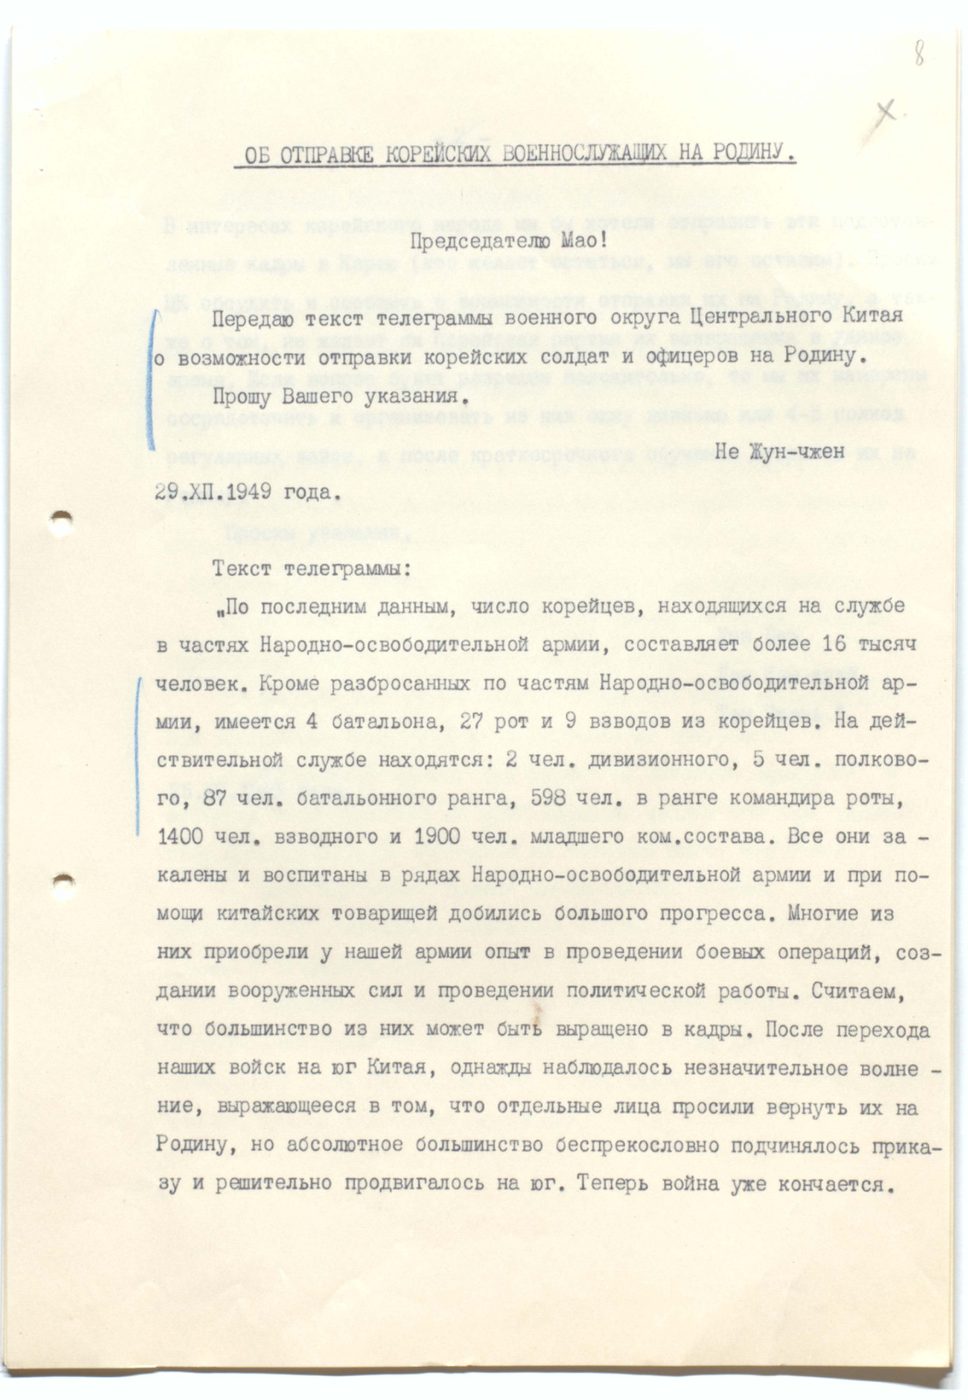 8
ОБ ОТПРАВКЕ КОРЕЙСКИХ ВОЕННОСЛУЖАЩИХ НА РОДИНУ.
Председателю Мао!
Передаю текст телеграммы военного округа Центрального Китая
о возможности отправки корейских солдат и офицеров на Родину.
Прошу Вашего указания.
Не Жун-чжен
29.ХП.1949 года.
Текст телеграммы:
„По последним данным, число корейцев, находящихся на службе
в частях Народно-освободительной армии, составляет более 16 тысяч
человек. Кроме разбросанных по частям Народно-освободительной ар-
мии, имеется 4 батальона, 27 рот и 9 взводов из корейцев. На дей-
ствительной службе находятся: 2 чел. дивизионного, 5 чел. полково-
го, 87 чел. батальонного ранга, 598 чел. в ранге командира роты,
1400 чел. взводного и 1900 чел. младшего ком.состава. Все они за -
калены и воспитаны в рядах Народно-освободительной армии и при по-
мощи китайских товарищей добились большого прогресса. Многие из
них приобрели у нашей армии опыт в проведении боевых операций, соз-
дании вооруженных сил и проведении политической работы. Считаем,
что большинство из них может быть выращено в кадры. После перехода
наших войск на юг Китая, однажды наблюдалось незначительное волне -
ние, выражающееся в том, что отдельные лица просили вернуть их на
Родину, но абсолютное большинство беспрекословно подчинялось прика-
зу и решительно продвигалось на юг. Теперь война уже кончается.